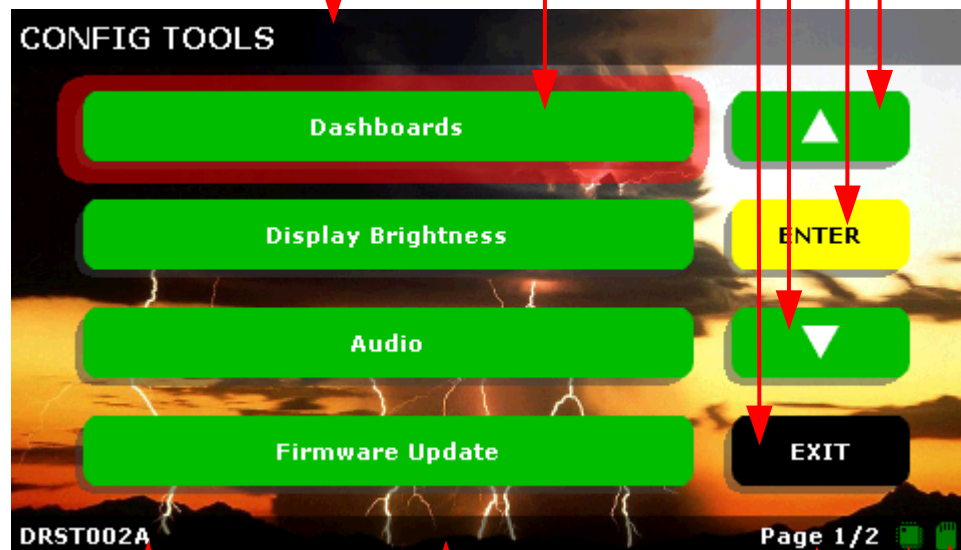 CONFIG TOOLS
Dashboards
Display Brightness
ENTER
Audio
Firmware Update
EXIT
DRST002A
Page 1/2